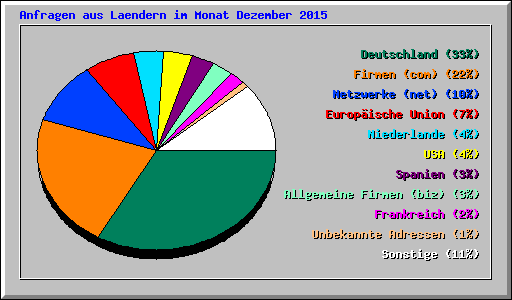 Anfragen aus Laendern im Monat Dezember 2015
Deutschland (33%)
Firmen (com) (22%)
Netzwerke (net) (10%)
Europäische Union (7%)
Niederlande (4%)
USA (4%)
Spanien (3%)
Allgemeine Firmen (biz) (3%)
Frankreich (2%)
Unbekannte Adressen (1%)
Sonstige (11%)